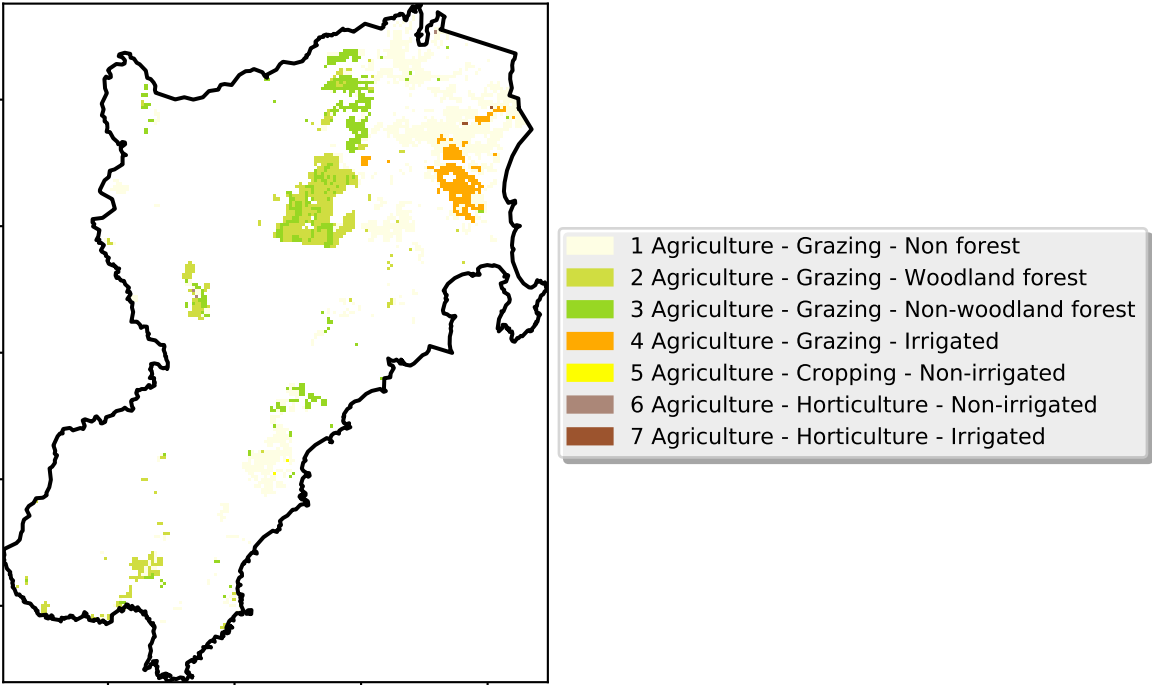 1 Agriculture - Grazing - Non forest
2 Agriculture - Grazing - Woodland forest
3 Agriculture - Grazing - Non-woodland forest
4 Agriculture - Grazing - Irrigated
5 Agriculture - Cropping - Non-irrigated
6 Agriculture - Horticulture - Non-irrigated
7 Agriculture - Horticulture - Irrigated